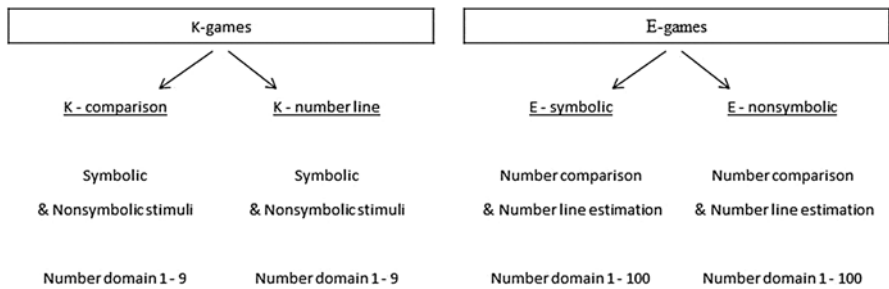 K-games
K - comparison
Symbolic
& Nonsymbolic stimuli
Number domain 1 - 9
K - number line
Symbolic
& Nonsymbolic stimuli
Number domain 1 - 9
E-games
E - symbolic
Number comparison
& Number line estimation
Number domain 1 - 100
E - nonsymbolic
Number comparison
& Number line estimation
Number domain 1 - 100